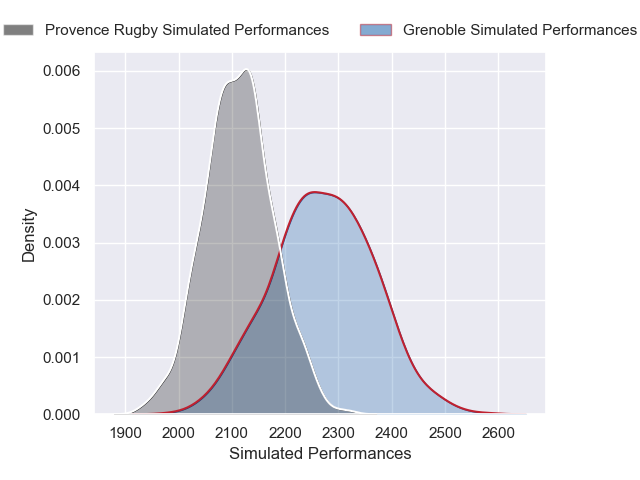 Provence Rugby Simulated Performances
Grenoble Simulated Performances
0.006
0.005
0.004
0.003
0.002
0.001
0.000
Density
1900 2000 2100 2200 2300 2400 2500 2600
Simulated Performances